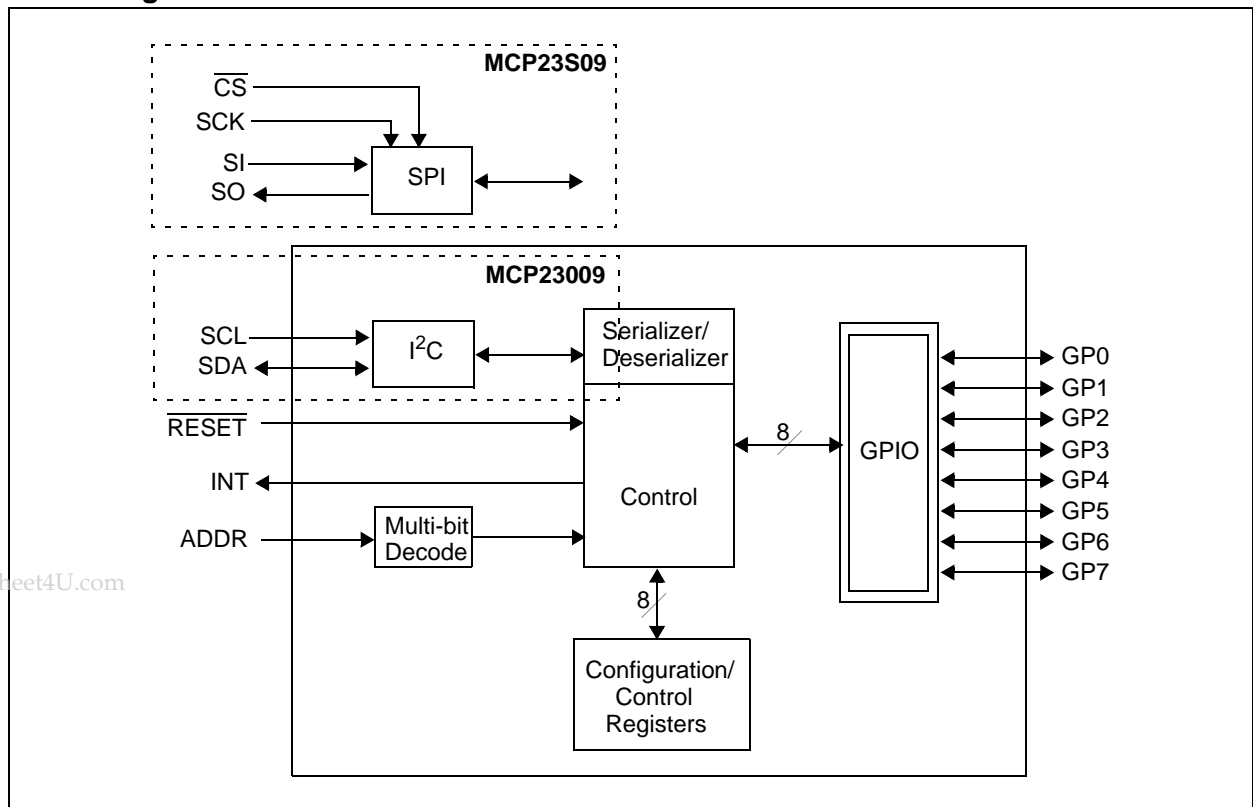 MCP23S09
CS
SCK
SI
SO
SPI
MCP23009
SCL
SDA
I²C
Serializer/
Deserializer
RESET
INT
ADDR
Multi-bit
Decode
Control
8
GPIO
GP0
GP1
GP2
GP3
GP4
GP5
GP6
GP7
heet4U.com
8
Configuration/
Control
Registers